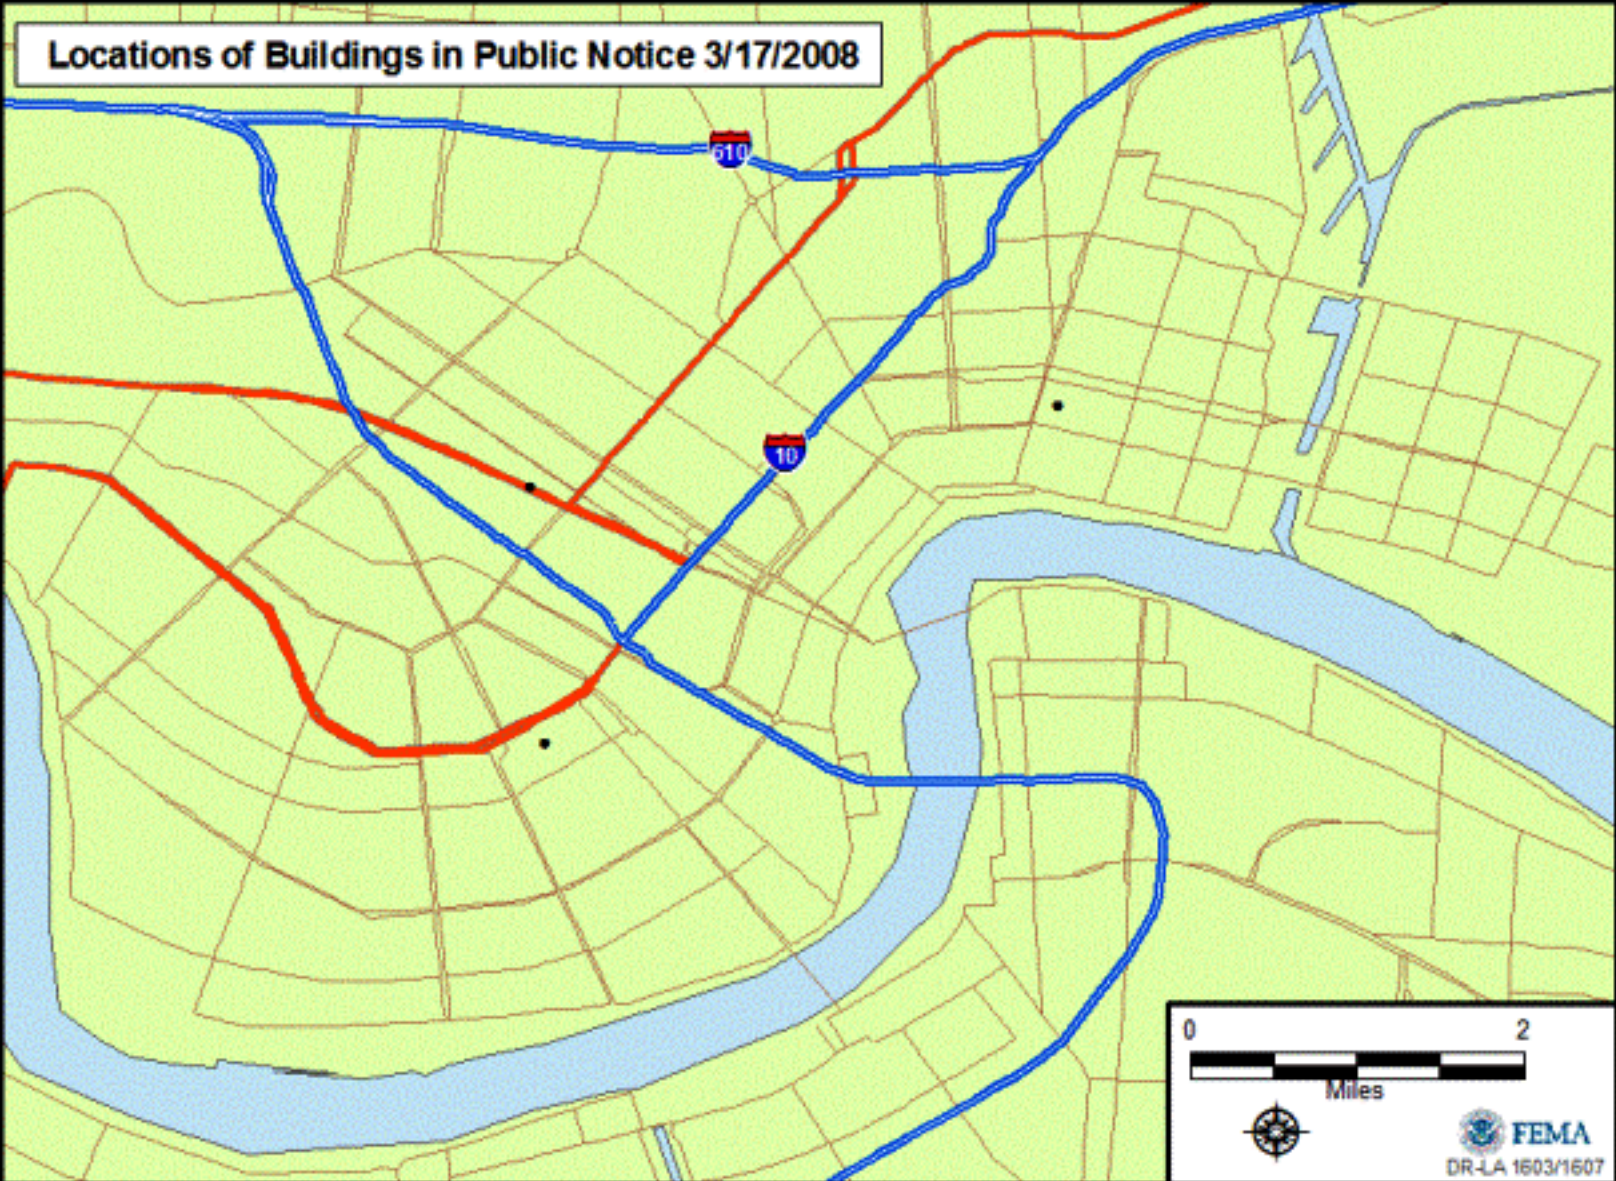 Locations of Buildings in Public Notice 3/17/2008
610
10
0 2
Miles
FEMA
DR-LA 1603/1607